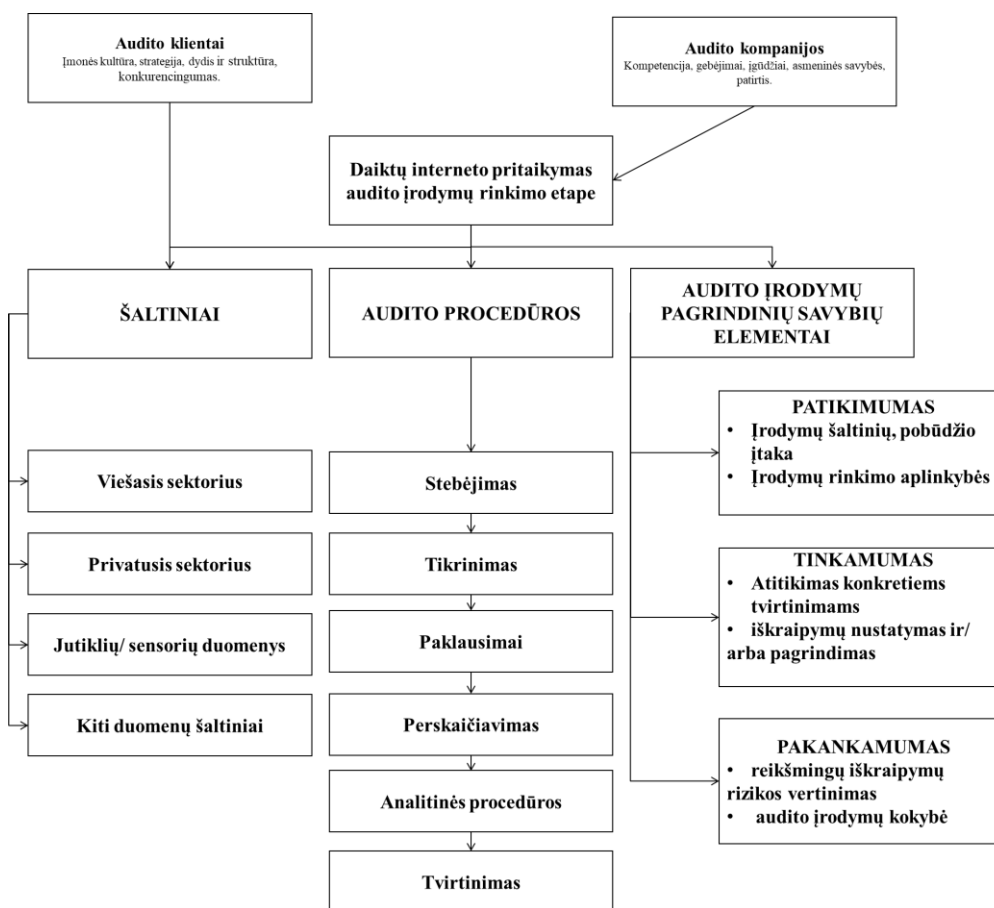 Audito klientai
Įmonės kultūra, strategija, dydis ir struktūra,
konkurencingumas.
Audito kompanijos
Kompetencija, gebėjimai, įgūdžiai, asmeninės savybės,
patirtis.
Daiktų interneto pritaikymas
audito įrodymų rinkimo etape
ŠALTINIAI
AUDITO PROCEDŪROS
AUDITO ĮRODYMŲ
PAGRINDINIŲ SAVYBIŲ
ELEMENTAI
Viešasis sektorius
Privatusis sektorius
Jutiklių/ sensorių duomenys
Kiti duomenų šaltiniai
Stebėjimas
Tikrinimas
Paklausimai
Perskaičiavimas
Analitinės procedūros
Tvirtinimas
PATIKIMUMAS
• Įrodymų šaltinių, pobūdžio
įtaka
• Įrodymų rinkimo aplinkybės
TINKAMUMAS
• Atitikimas konkretiems
tvirtinimams
• iškraipymų nustatymas ir/
arba pagrindimas
PAKANKAMUMAS
• reikšmingų iškraipymų
rizikos vertinimas
• audito įrodymų kokybė